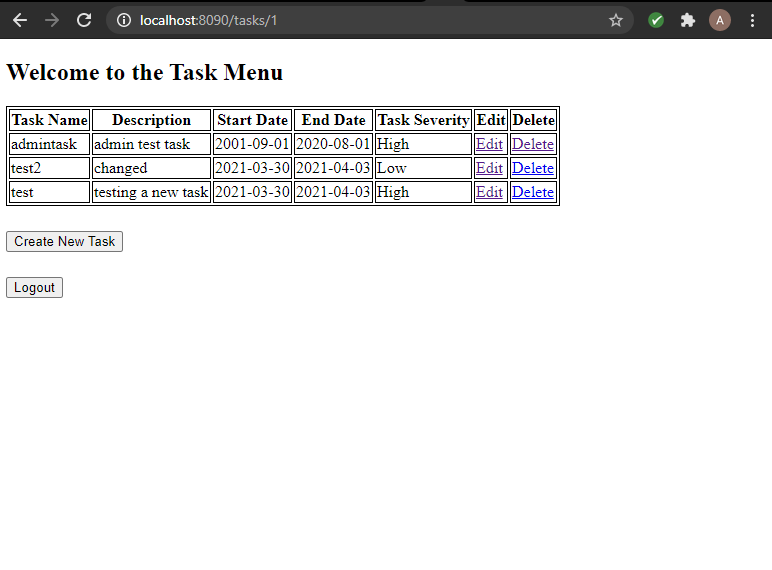 localhost:8090/tasks/1
A
Welcome to the Task Menu
Task Name Description Start Date End Date Task Severity Edit Delete
admintask admin test task 2001-09-01 2020-08-01 High Edit Delete
test2 changed 2021-03-30 2021-04-03 Low Edit Delete
test testing a new task 2021-03-30 2021-04-03 High Edit Delete
Create New Task
Logout